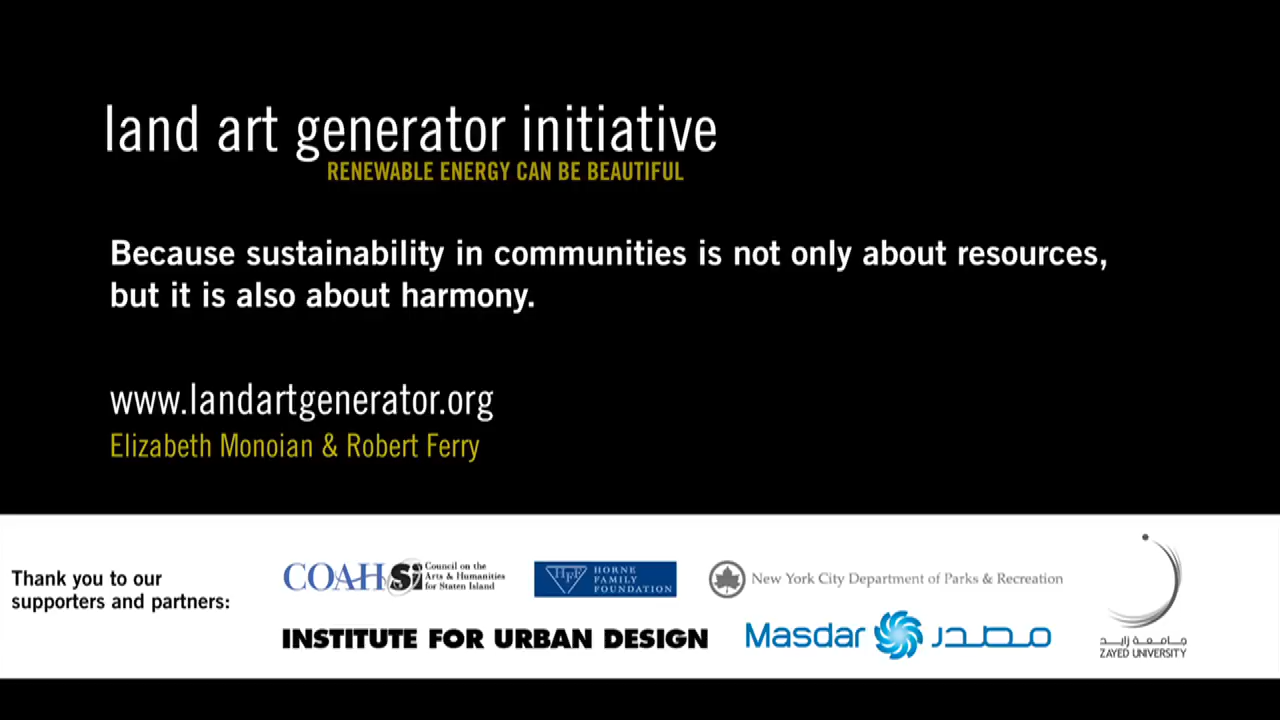 land art generator initiative
RENEWABLE ENERGY CAN BE BEAUTIFUL
Because sustainability in communities is not only about resources,
but it is also about harmony.
www.landartgenerator.org
Elizabeth Monoian & Robert Ferry
Thank you to our
supporters and partners:
COAHSI
Council on the
Arts & Humanities
for Staten Island
HFF
HORNE
FAMILY
FOUNDATION
New York City Department of Parks & Recreation
INSTITUTE FOR URBAN DESIGN
Masdar مصدر
جامعة زايد
ZAYED UNIVERSITY